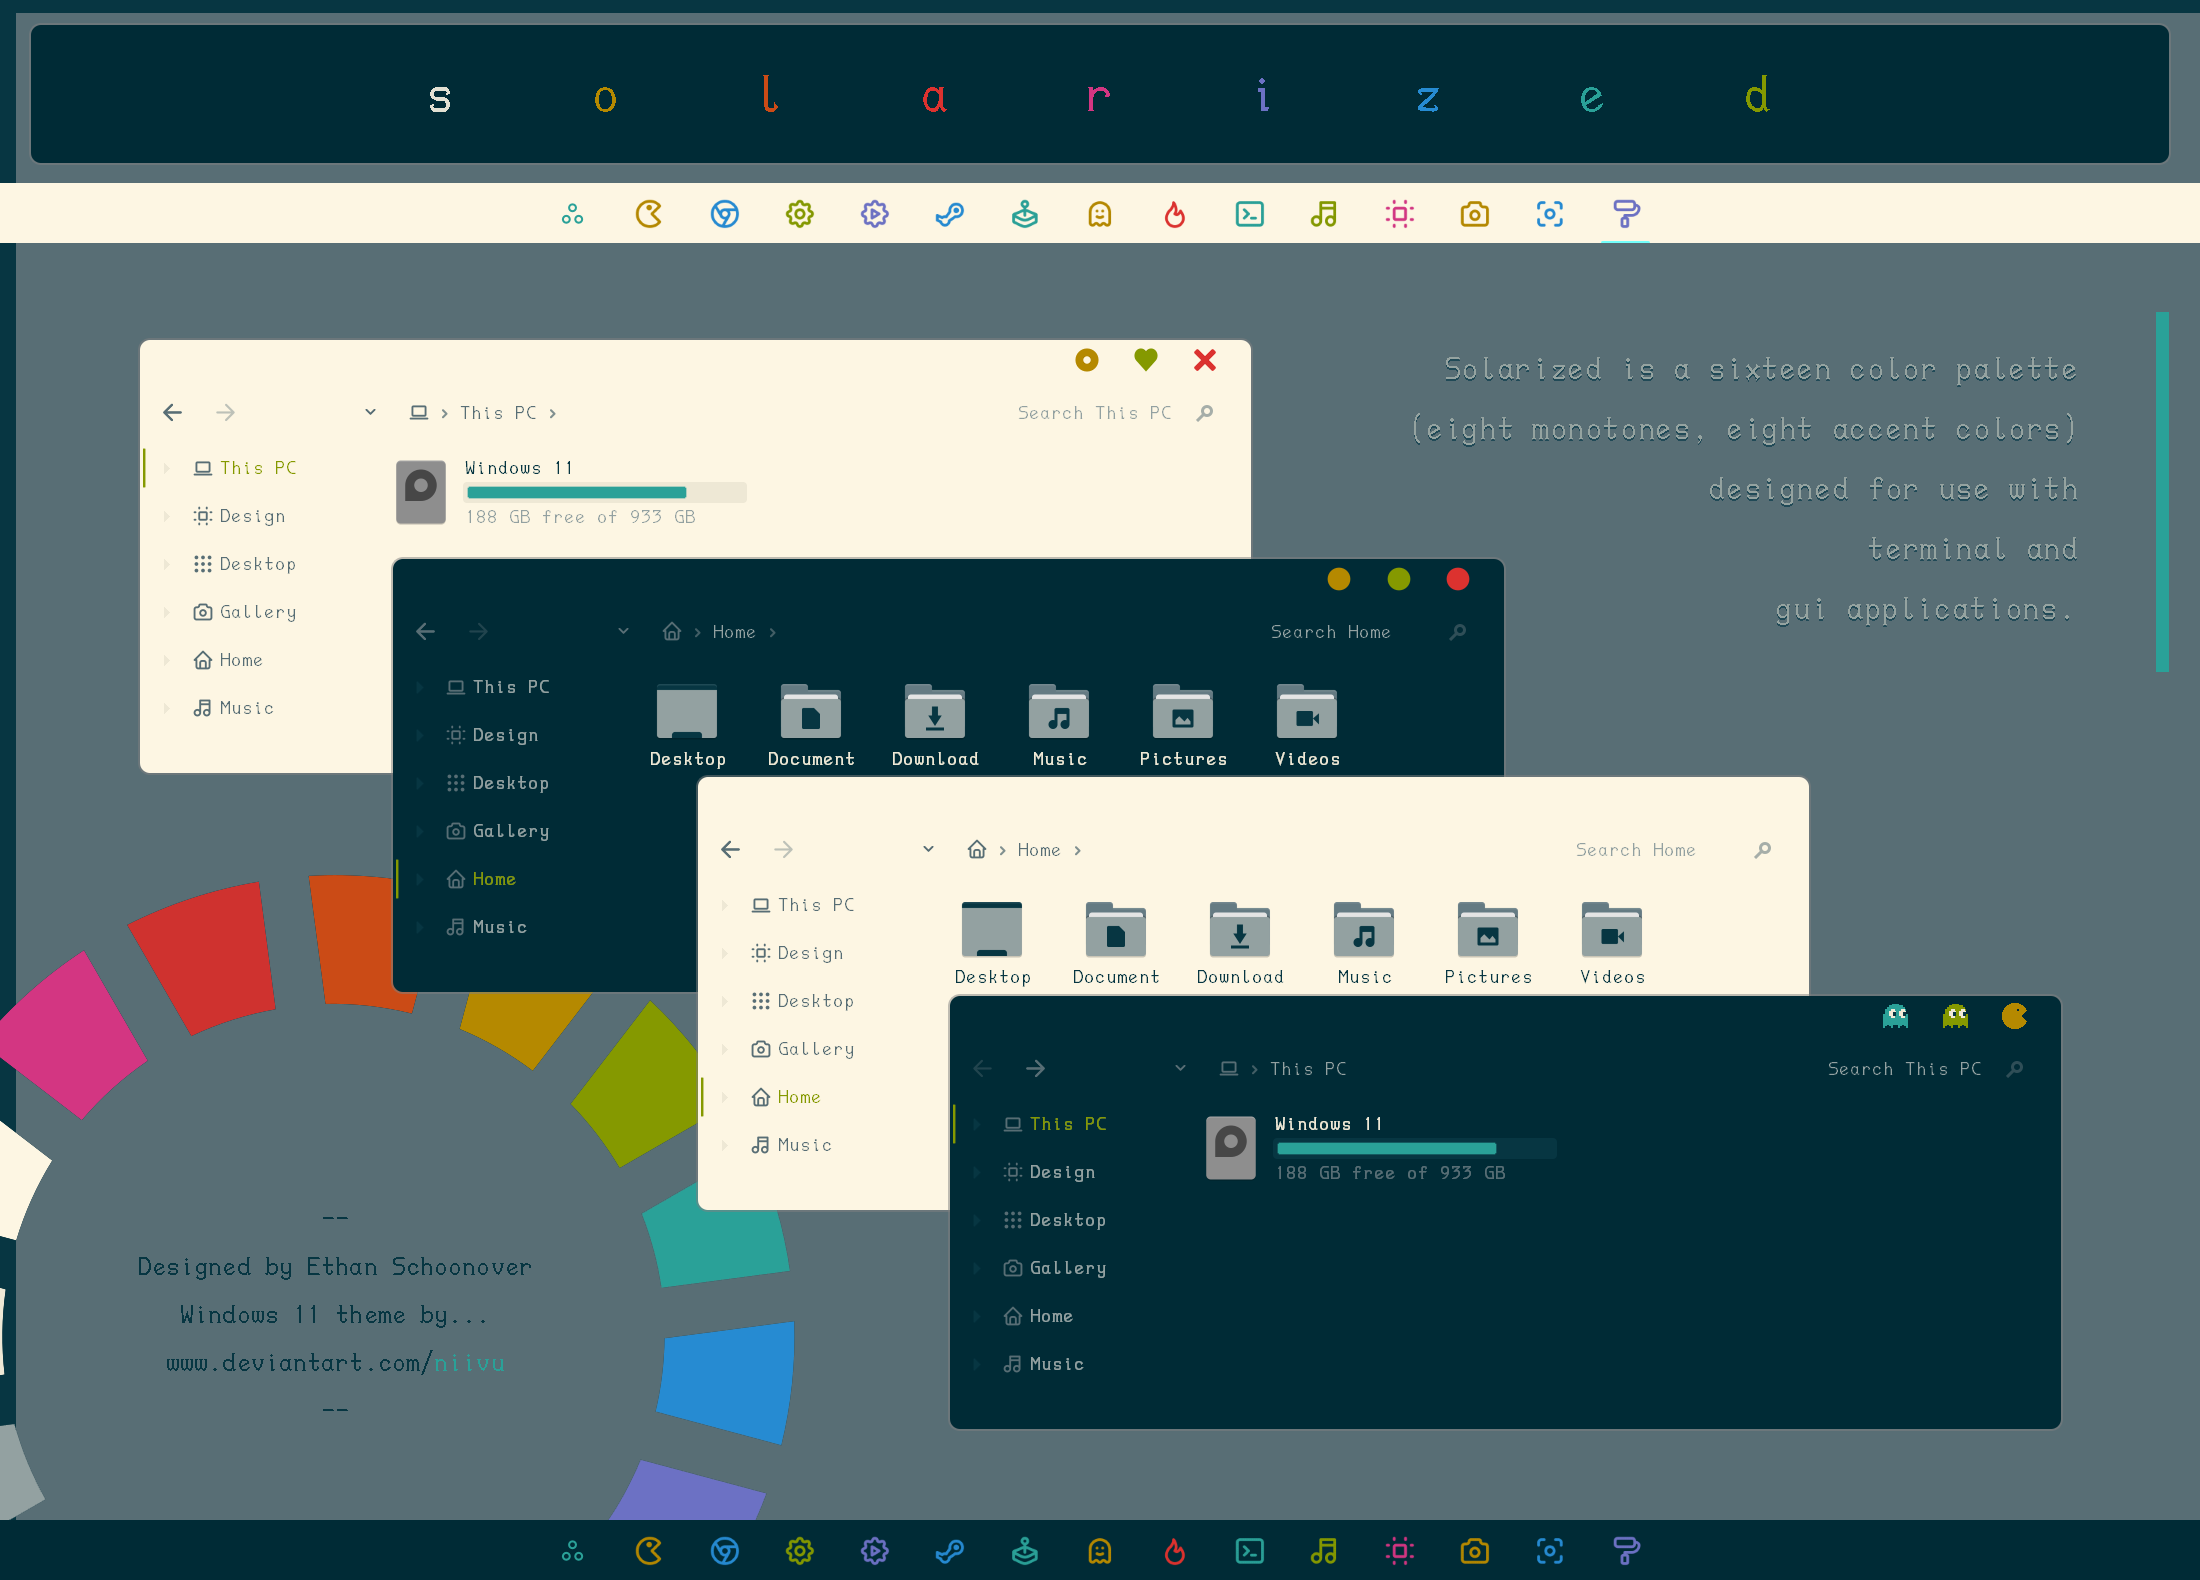 s o l a r i z e d
Solarized is a sixteen color palette
(eight monotones, eight accent colors)
designed for use with
terminal and
gui applications.
This PC
Search This PC
This PC
Design
Desktop
Gallery
Home
Music
Windows 11
188 GB free of 933 GB
Home
Search Home
This PC
Design
Desktop
Gallery
Home
Music
Desktop Document Download Music Pictures Videos
Home
Search Home
This PC
Design
Desktop
Gallery
Home
Music
Desktop Document Download Music Pictures Videos
This PC
Search This PC
This PC
Design
Desktop
Gallery
Home
Music
Windows 11
188 GB free of 933 GB
--
Designed by Ethan Schoonover
Windows 11 theme by...
www.deviantart.com/niivu
--